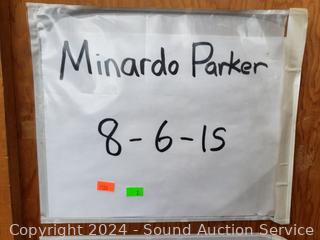 Minardo Parker
8-6-15
Copyright © 2024 - Sound Auction Service